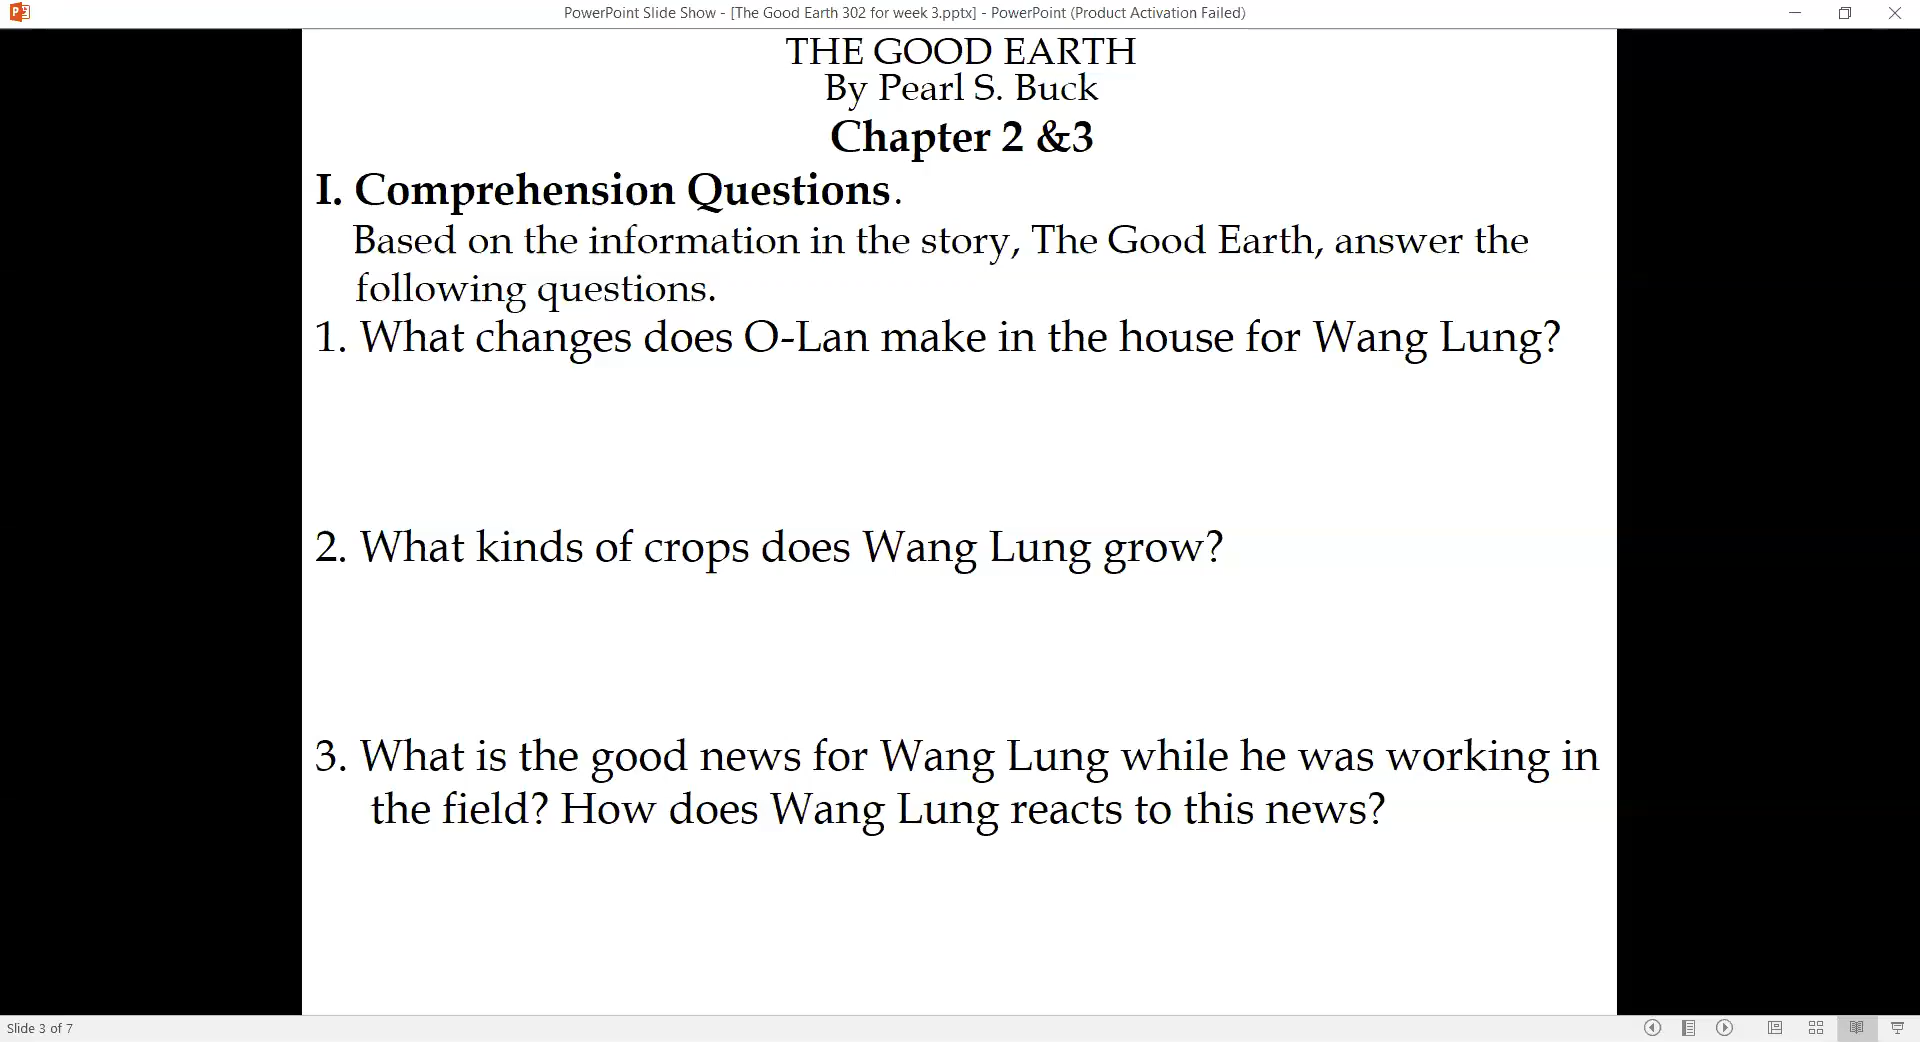 PowerPoint Slide Show - [The Good Earth 302 for week 3.pptx] - PowerPoint (Product Activation Failed)
THE GOOD EARTH
By Pearl S. Buck
Chapter 2 &3
I. Comprehension Questions.
Based on the information in the story, The Good Earth, answer the
following questions.
1. What changes does O-Lan make in the house for Wang Lung?
2. What kinds of crops does Wang Lung grow?
3. What is the good news for Wang Lung while he was working in
the field? How does Wang Lung reacts to this news?
Slide 3 of 7